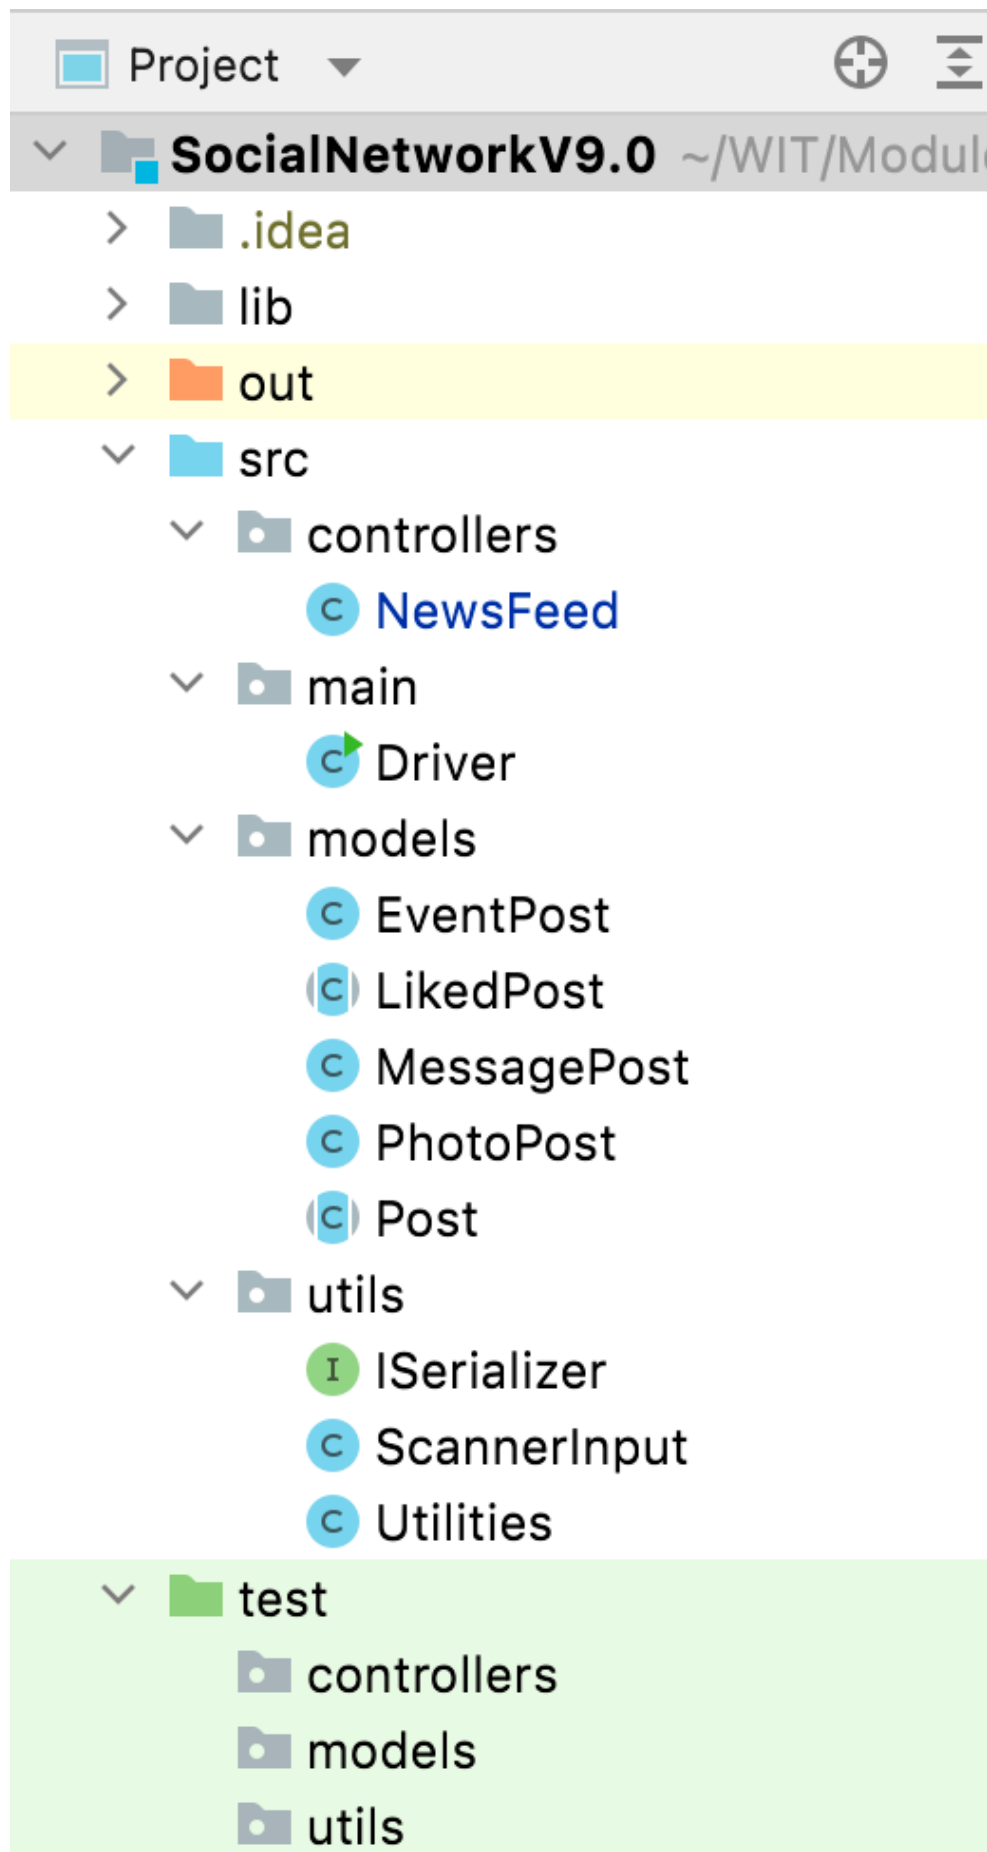 Project
SocialNetworkV9.0 ~/WIT/Modul
.idea
lib
out
src
controllers
C NewsFeed
main
C Driver
models
C EventPost
C LikedPost
C MessagePost
C PhotoPost
C Post
utils
I ISerializer
C ScannerInput
C Utilities
test
controllers
models
utils